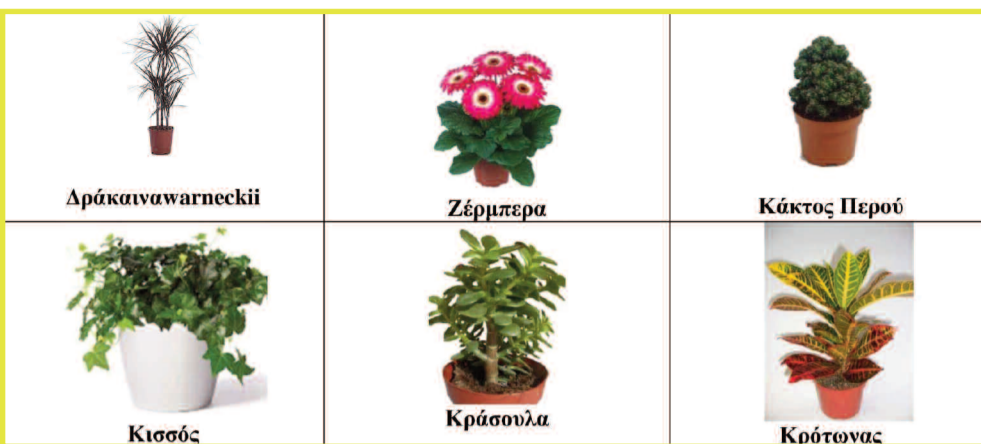 Δράκαιναwarneckii
Ζέρμπερα
Κάκτος Περού
Κισσός
Κράσουλα
Κρότωνας